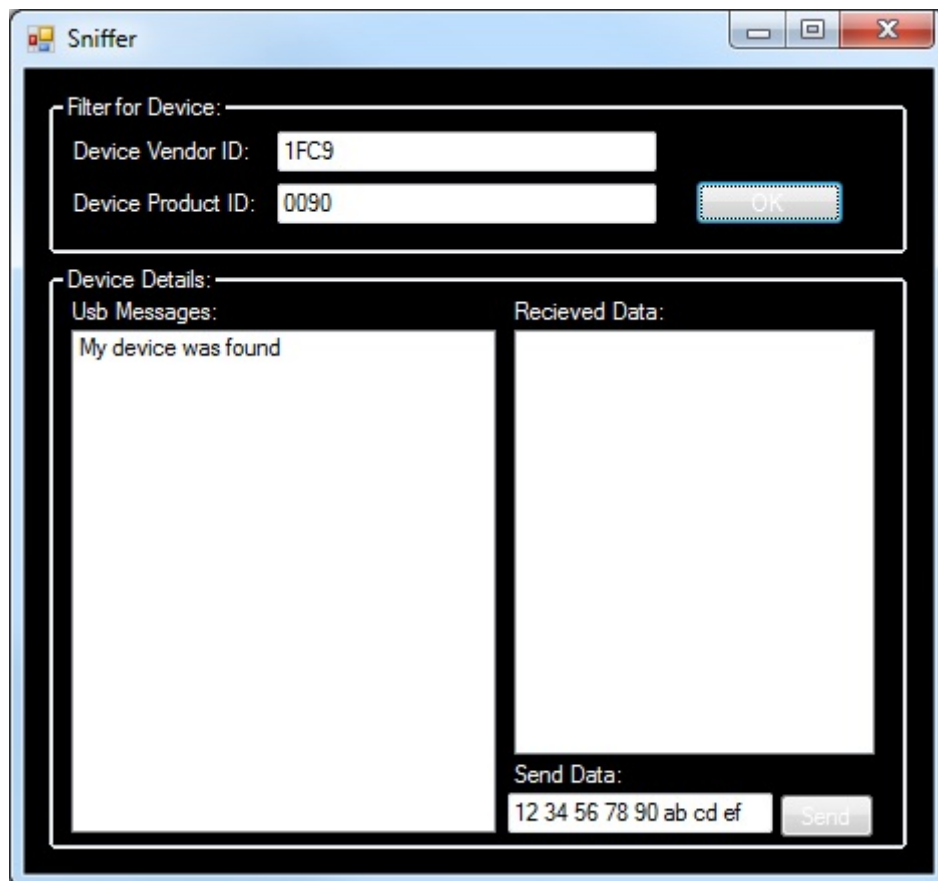 Sniffer
Filter for Device:
Device Vendor ID: 1FC9
Device Product ID: 0090
OK
Device Details:
Usb Messages:
My device was found
Recieved Data:
Send Data:
12 34 56 78 90 ab cd ef
Send